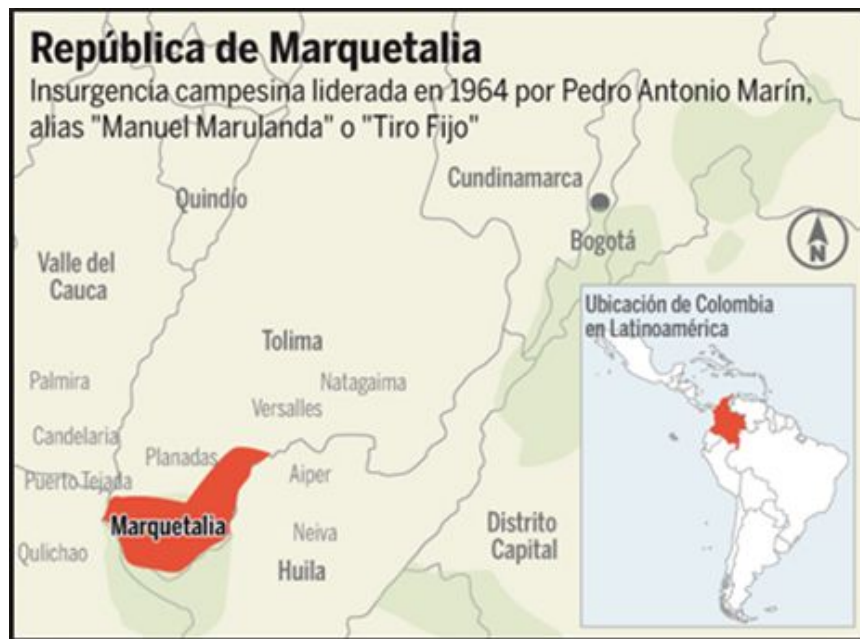 República de Marquetalia
Insurgencia campesina liderada en 1964 por Pedro Antonio Marín,
alias "Manuel Marulanda" o "Tiro Fijo"
Quindío
Cundinamarca
Bogotá
N
Valle del
Cauca
Ubicación de Colombia
en Latinoamérica
Tolima
Palmira
Natagaima
Versalles
Candelaria
Planadas
Puerto Tejada
Aiper
Marquetalia
Neiva
Distrito
Capital
Qulichao
Huila